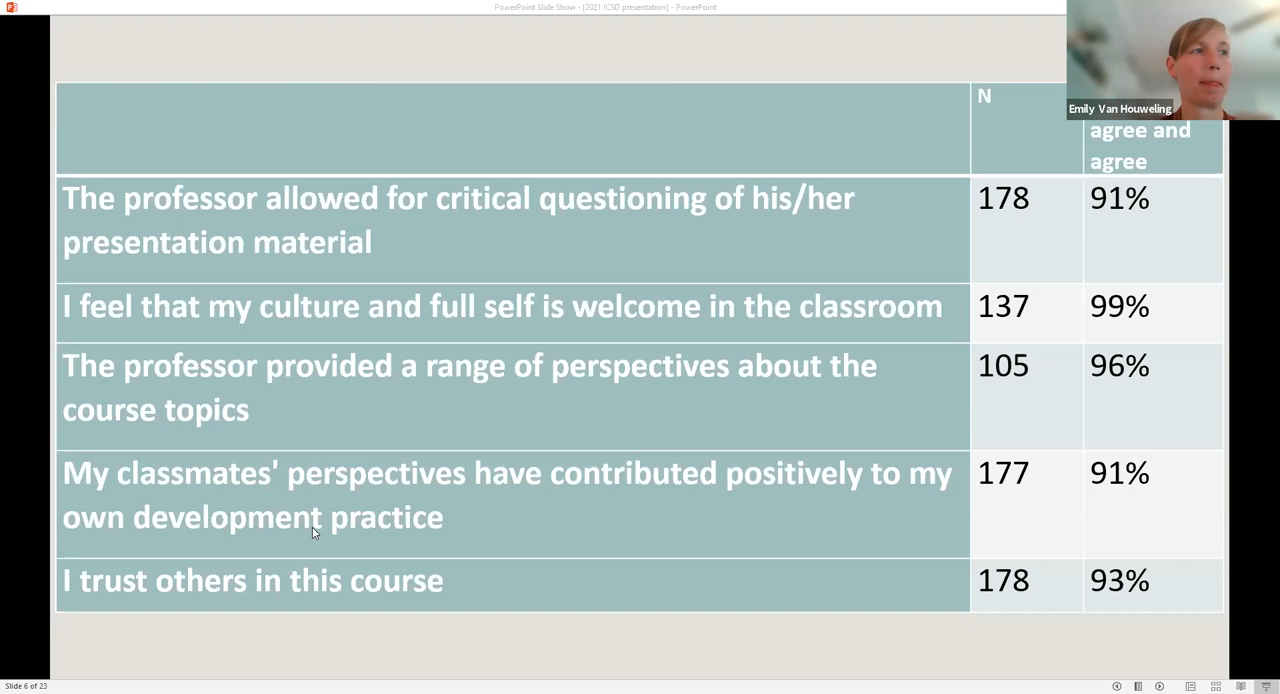 PowerPoint Slide Show - [2021 ICSD presentation] - PowerPoint
Emily Van Houweling
N
agree and
agree
The professor allowed for critical questioning of his/her
presentation material
178
91%
I feel that my culture and full self is welcome in the classroom
137
99%
The professor provided a range of perspectives about the
course topics
105
96%
My classmates' perspectives have contributed positively to my
own development practice
177
91%
I trust others in this course
178
93%
Slide 6 of 23